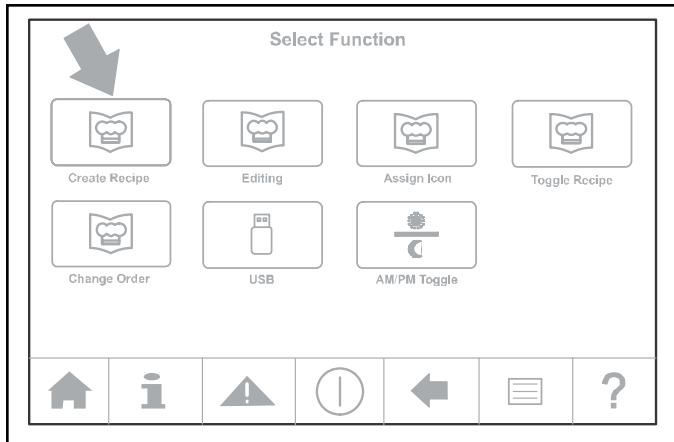 Select Function
Create Recipe
Editing
Assign Icon
Toggle Recipe
Change Order
USB
AM/PM Toggle